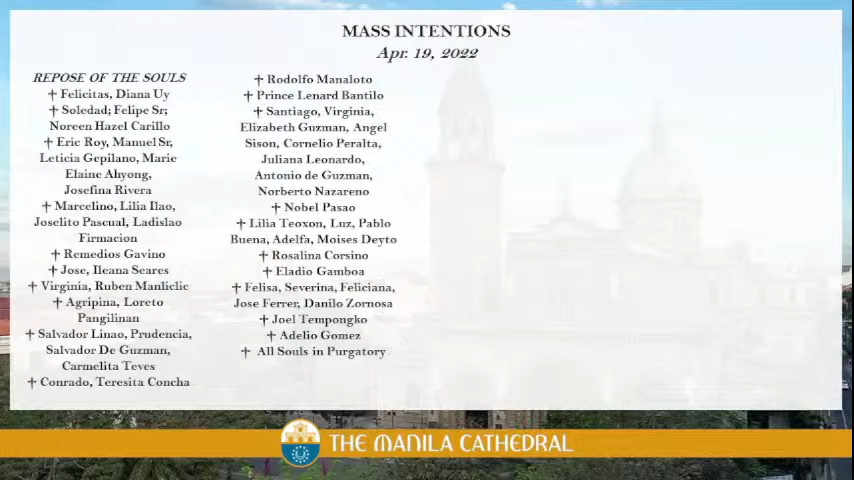 MASS INTENTIONS
Apr. 19, 2022
REPOSE OF THE SOULS
✝ Felicitas, Diana Uy
✝ Soledad; Felipe Sr;
Noreen Hazel Carillo
✝ Eric Roy, Manuel Sr,
Leticia Gepilano, Marie
Elaine Ahyong,
Josefina Rivera
✝ Marcelino, Lilia Ilao,
Joselito Pascual, Ladislao
Firmacion
✝ Remedios Gavino
✝ Jose, Ileana Seares
✝ Virginia, Ruben Manliclic
✝ Agripina, Loreto
Pangilinan
✝ Salvador Linao, Prudencia,
Salvador De Guzman,
Carmelita Teves
✝ Conrado, Teresita Concha
✝ Rodolfo Manaloto
✝ Prince Lenard Bantilo
✝ Santiago, Virginia,
Elizabeth Guzman, Angel
Sison, Cornelio Peralta,
Juliana Leonardo,
Antonio de Guzman,
Norberto Nazareno
✝ Nobel Pasao
✝ Lilia Teoxon, Luz, Pablo
Buena, Adelfa, Moises Deyto
✝ Rosalina Corsino
✝ Eladio Gamboa
✝ Felisa, Severina, Feliciana,
Jose Ferrer, Danilo Zornosa
✝ Joel Tempongko
✝ Adelio Gomez
✝ All Souls in Purgatory
THE MANILA CATHEDRAL